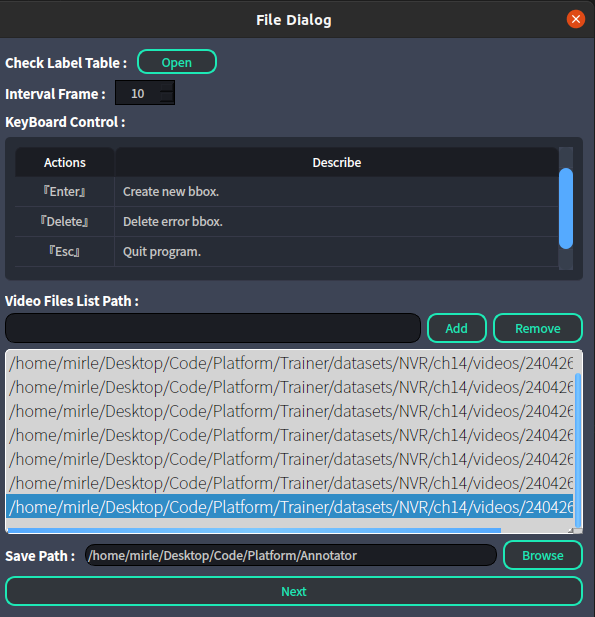 File Dialog
Check Label Table : Open
Interval Frame : 10
KeyBoard Control :
Actions Describe
『Enter』 Create new bbox.
『Delete』 Delete error bbox.
『Esc』 Quit program.
Video Files List Path :
Add Remove
/home/mirle/Desktop/Code/Platform/Trainer/datasets/NVR/ch14/videos/240426
/home/mirle/Desktop/Code/Platform/Trainer/datasets/NVR/ch14/videos/240426
/home/mirle/Desktop/Code/Platform/Trainer/datasets/NVR/ch14/videos/240426
/home/mirle/Desktop/Code/Platform/Trainer/datasets/NVR/ch14/videos/240426
/home/mirle/Desktop/Code/Platform/Trainer/datasets/NVR/ch14/videos/240426
/home/mirle/Desktop/Code/Platform/Trainer/datasets/NVR/ch14/videos/240426
/home/mirle/Desktop/Code/Platform/Trainer/datasets/NVR/ch14/videos/240426
Save Path : /home/mirle/Desktop/Code/Platform/Annotator Browse
Next